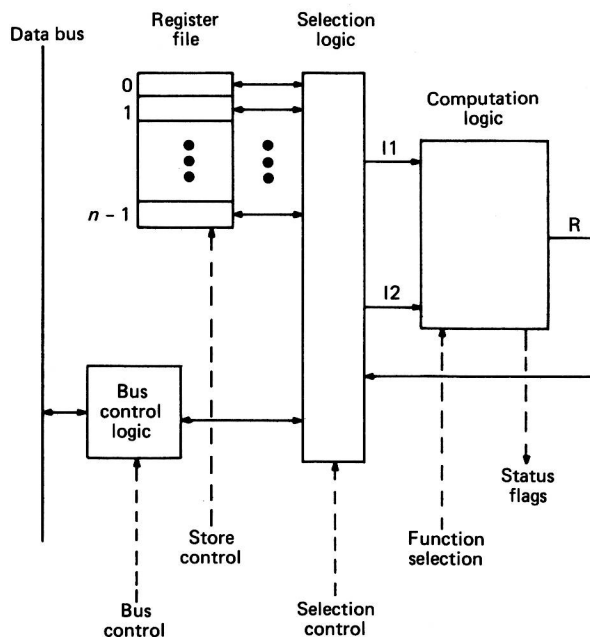 Data bus
Register
file
Selection
logic
0
1
n – 1
Computation
logic
I1
I2
R
Bus
control
logic
Store
control
Bus
control
Selection
control
Function
selection
Status
flags